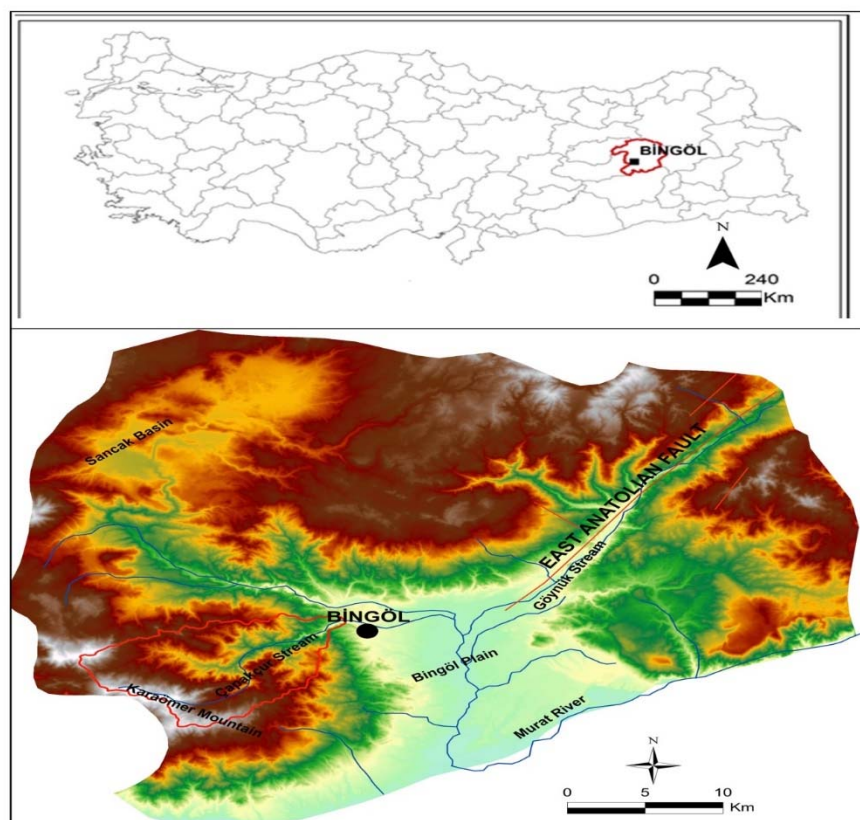 BİNGÖL
N
0 240
Km
Sancak Basin
EAST ANATOLIAN FAULT
Göynük Stream
BİNGÖL
Çapakçur Stream
Bingöl Plain
Karaömer Mountain
Murat River
N
0 5 10
Km